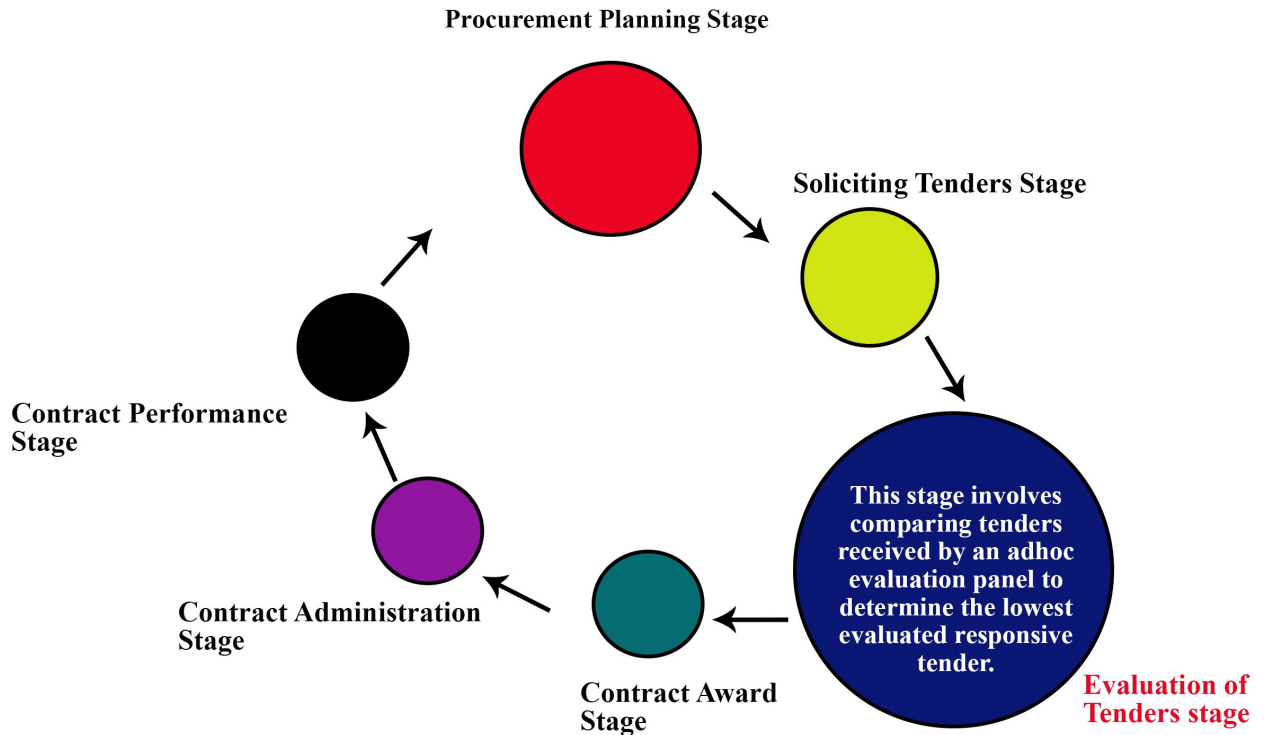 Procurement Planning Stage
Soliciting Tenders Stage
This stage involves
comparing tenders
received by an adhoc
evaluation panel to
determine the lowest
evaluated responsive
tender.
Evaluation of
Tenders stage
Contract Award
Stage
Contract Administration
Stage
Contract Performance
Stage